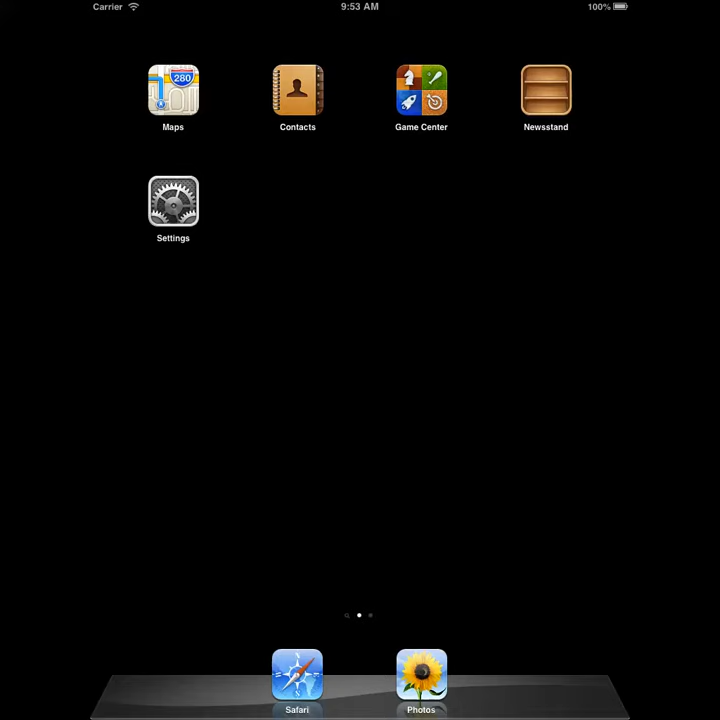 Carrier 9:53 AM 100%
280
Maps Contacts Game Center Newsstand
Settings
Safari Photos